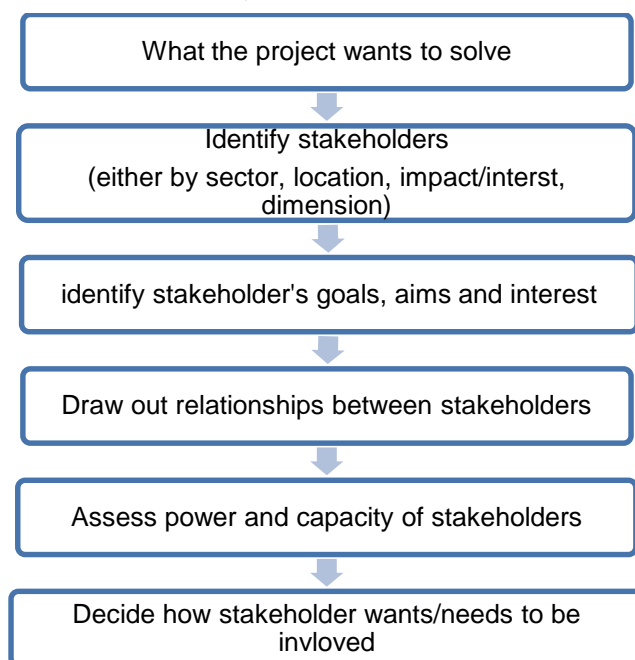 What the project wants to solve
Identify stakeholders
(either by sector, location, impact/interst,
dimension)
identify stakeholder's goals, aims and interest
Draw out relationships between stakeholders
Assess power and capacity of stakeholders
Decide how stakeholder wants/needs to be
invloved